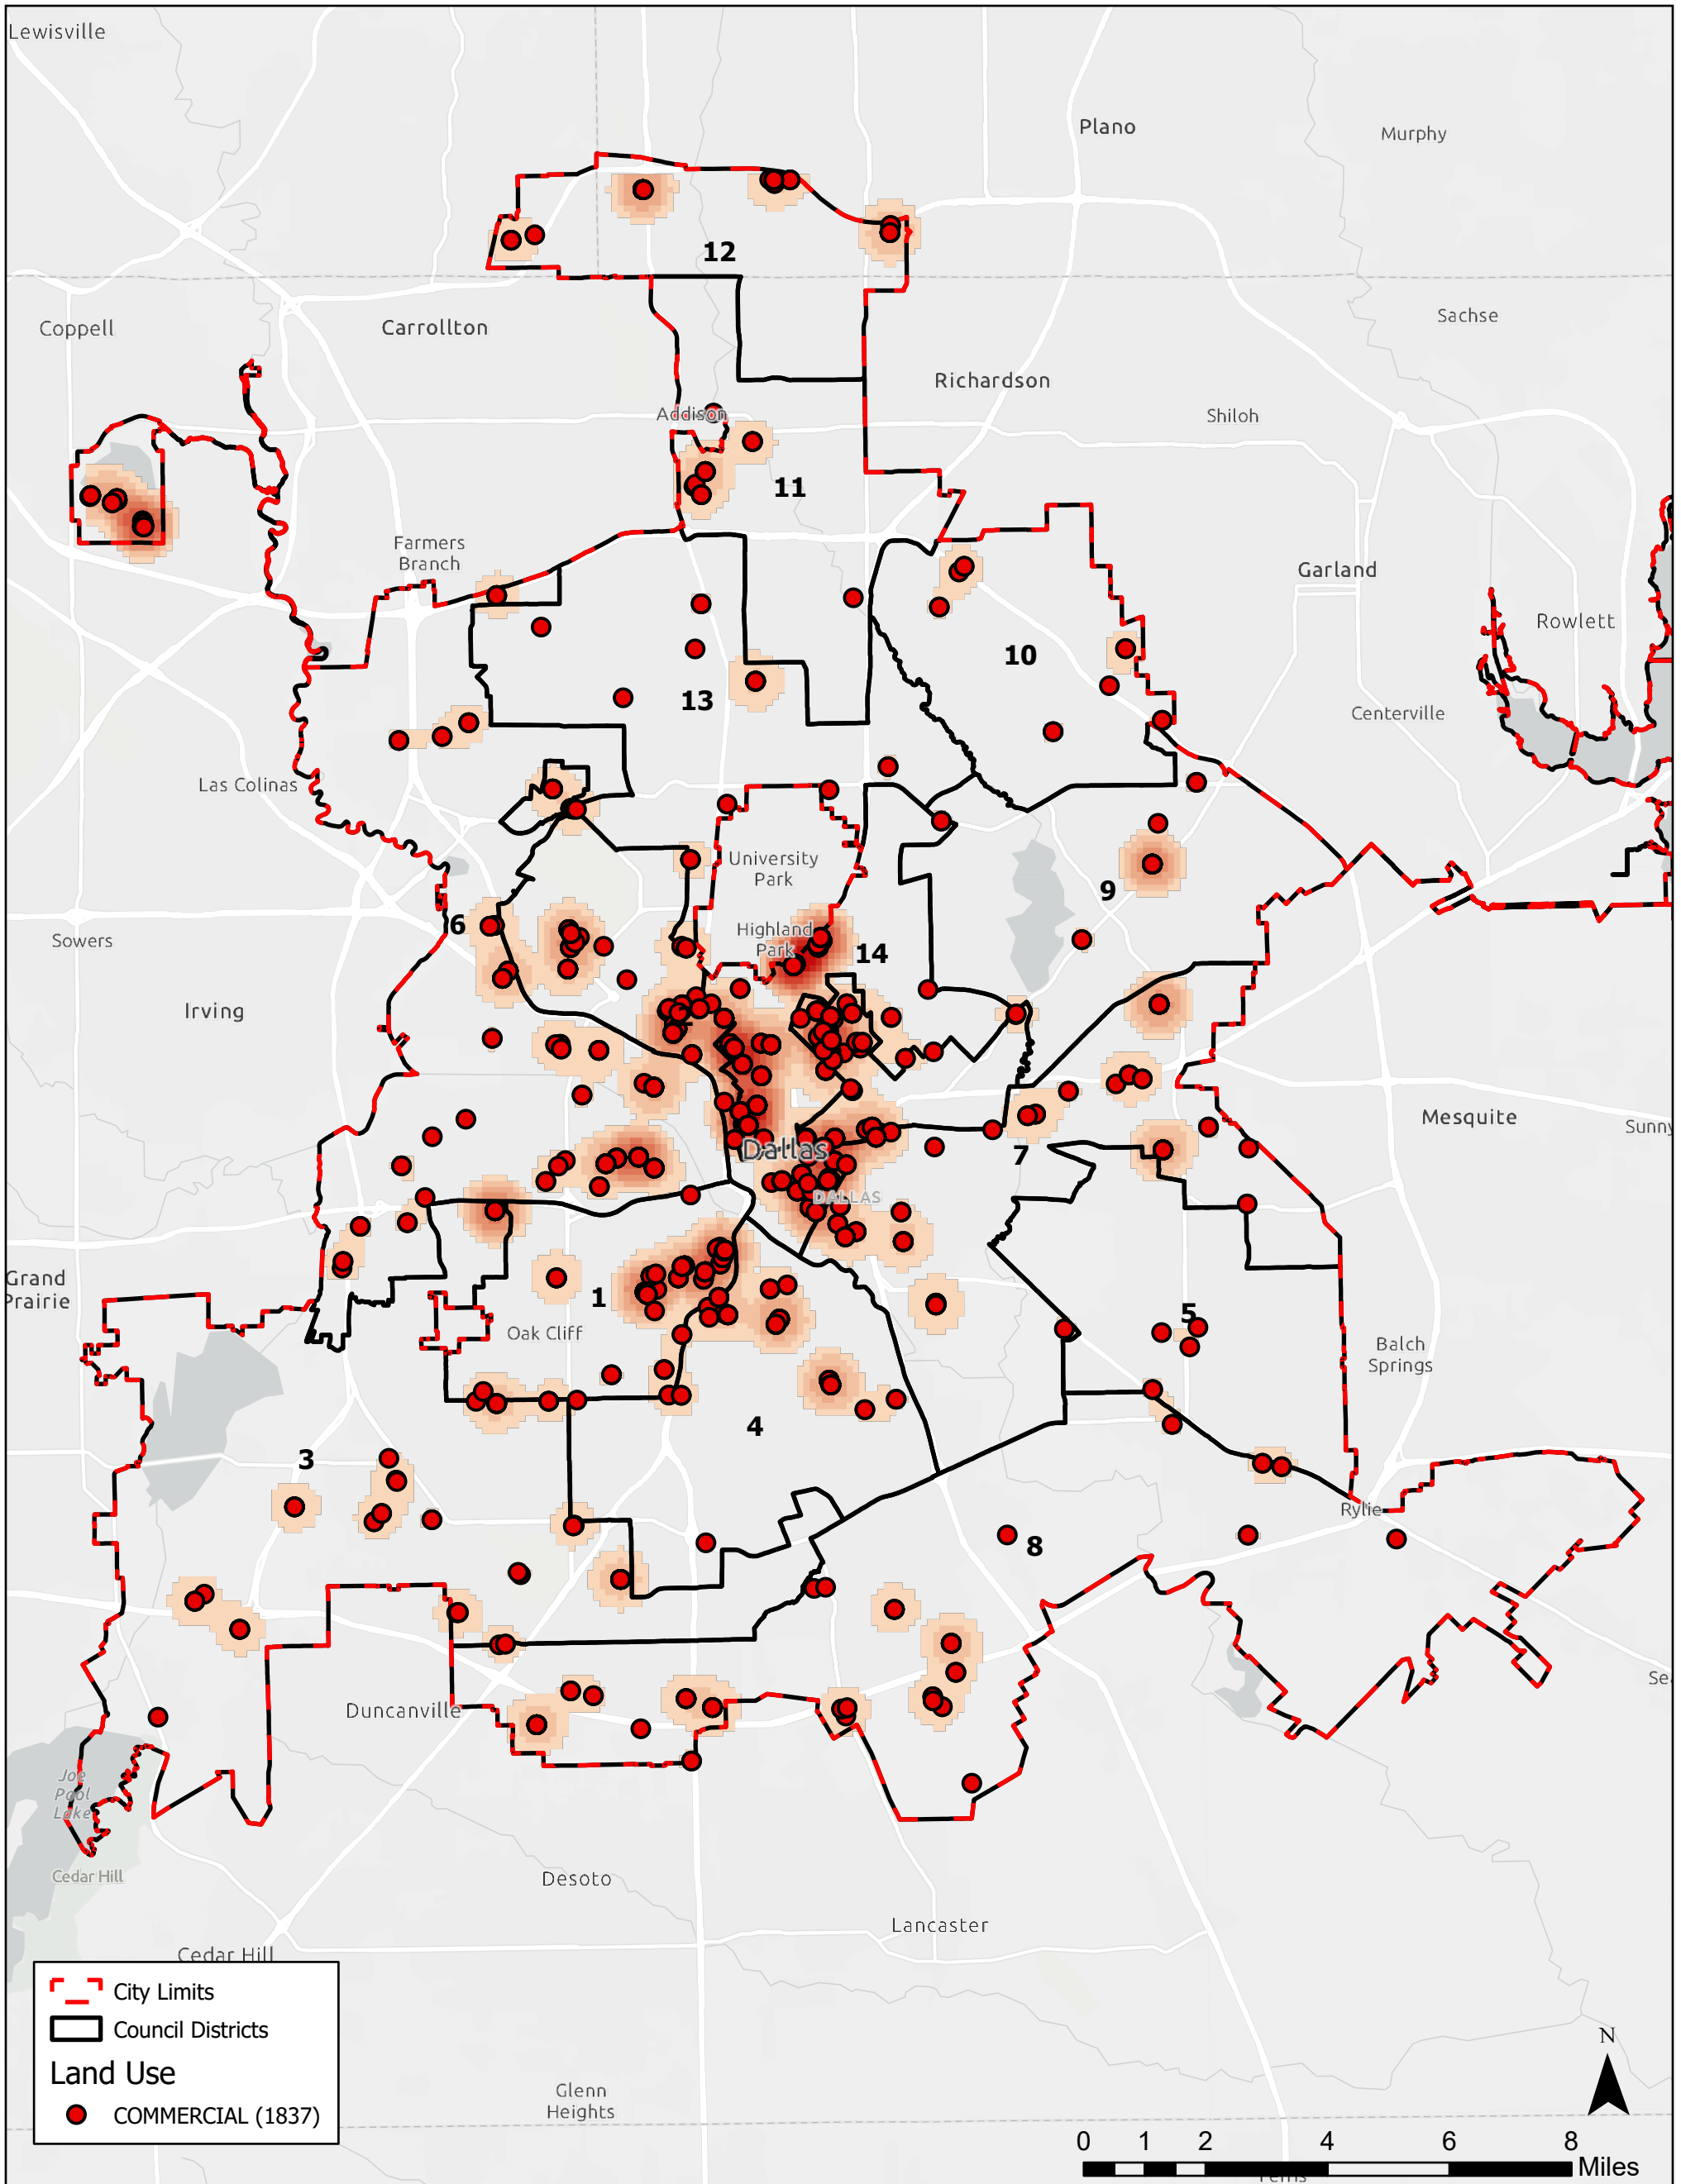 Lewisville
Plano
Murphy
12
Coppell
Carrollton
Sachse
Richardson
Addison
Shiloh
11
Farmers
Branch
Garland
Rowlett
10
13
Centerville
Las Colinas
University
Park
9
6
Sowers
Highland
Park
14
Irving
2
Mesquite
Sunny
Dallas
7
DALLAS
Grand
Prairie
1
5
Oak Cliff
Balch
Springs
4
3
Rylie
8
Sea
Duncanville
Joe
Pool
Lake
Cedar Hill
Desoto
Lancaster
Cedar Hill
City Limits
Council Districts
Land Use
COMMERCIAL (1837)
Glenn
Heights
N
0 1 2 4 6 8
Miles